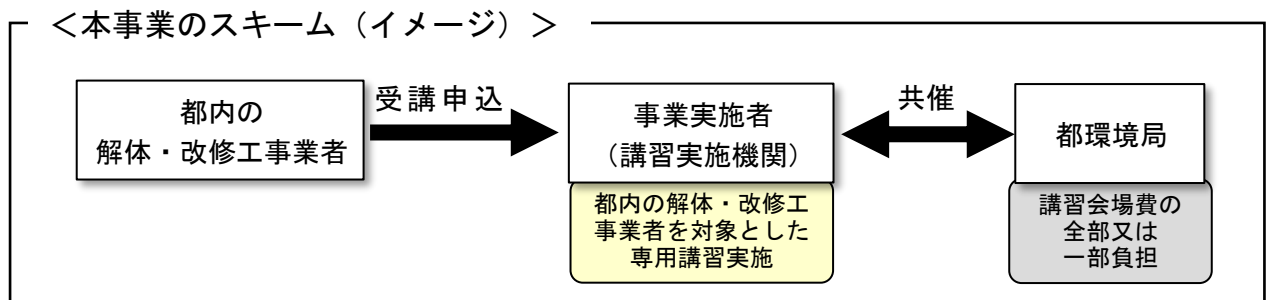 ＜本事業のスキーム（イメージ）＞
都内の
解体・改修工事業者
受講申込
事業実施者
（講習実施機関）
共催
都環境局
都内の解体・改修工
事業者を対象とした
専用講習実施
講習会場費の
全部又は
一部負担